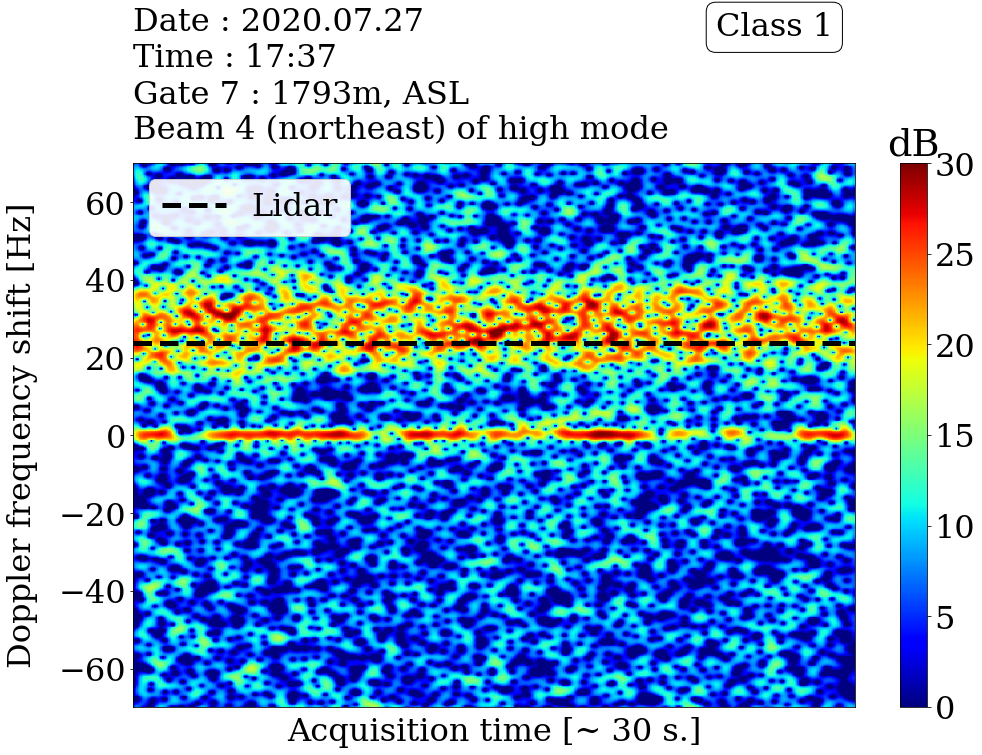 Date : 2020.07.27
Time : 17:37
Gate 7 : 1793m, ASL
Beam 4 (northeast) of high mode
Class 1
dB
Lidar
Doppler frequency shift [Hz]
60
40
20
0
−20
−40
−60
30
25
20
15
10
5
0
Acquisition time [~ 30 s.]